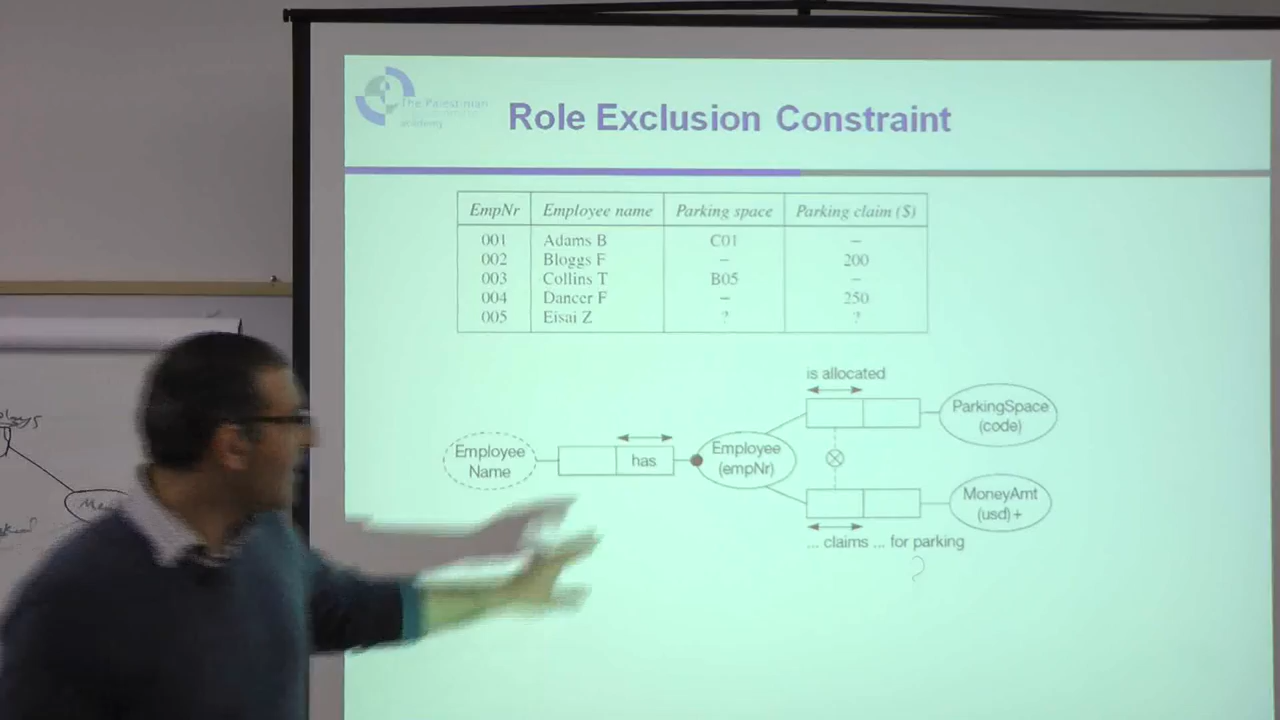 The Palestinian
academy
Role Exclusion Constraint
EmpNr Employee name Parking space Parking claim ($)
001 Adams B C01 –
002 Bloggs F – 200
003 Collins T B05 –
004 Dancer F – 250
005 Eisai Z ? ?
is allocated
ParkingSpace
(code)
Employee
Name
has
Employee
(empNr)
MoneyAmt
(usd) +
... claims ... for parking
?